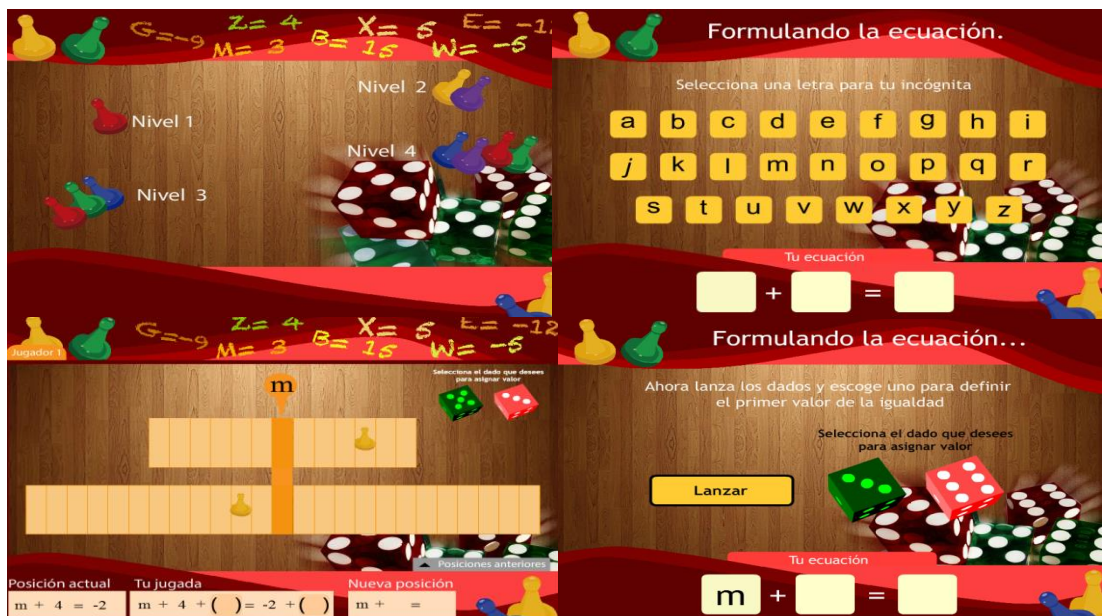 G=-9 Z= 4 X= 5 E= -12
M= 3 B= 15 W= -5
Nivel 2
Nivel 1
Nivel 4
Nivel 3
Formulando la ecuación.
Selecciona una letra para tu incógnita
a b c d e f g h i
j k l m n o p q r
s t u v w x y z
Tu ecuación
+ =
G=-9 Z= 4 X= 5 E= -12
Jugador 1 M= 3 B= 15 W= -5
Selecciona el dado que desees
para asignar valor
m
Posiciones anteriores
Posición actual Tu jugada Nueva posición
m + 4 = -2 m + 4 + ( ) = -2 + ( ) m + =
Formulando la ecuación...
Ahora lanza los dados y escoge uno para definir
el primer valor de la igualdad
Selecciona el dado que desees
para asignar valor
Lanzar
Tu ecuación
m + =